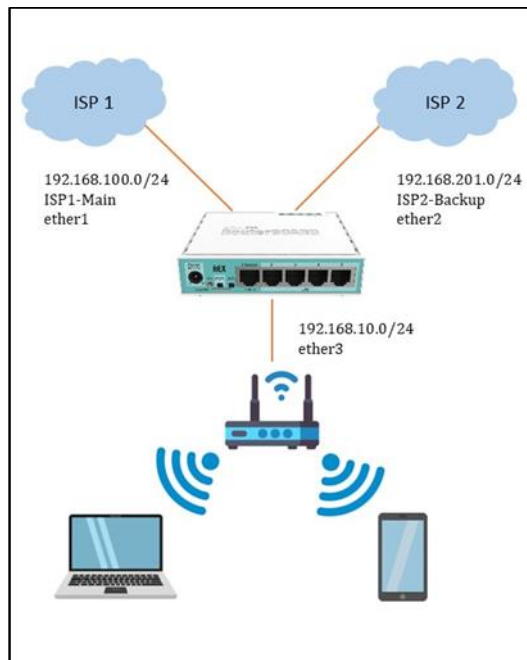 ISP 1
ISP 2
192.168.100.0/24
ISP1-Main
ether1
192.168.201.0/24
ISP2-Backup
ether2
hEX
192.168.10.0/24
ether3